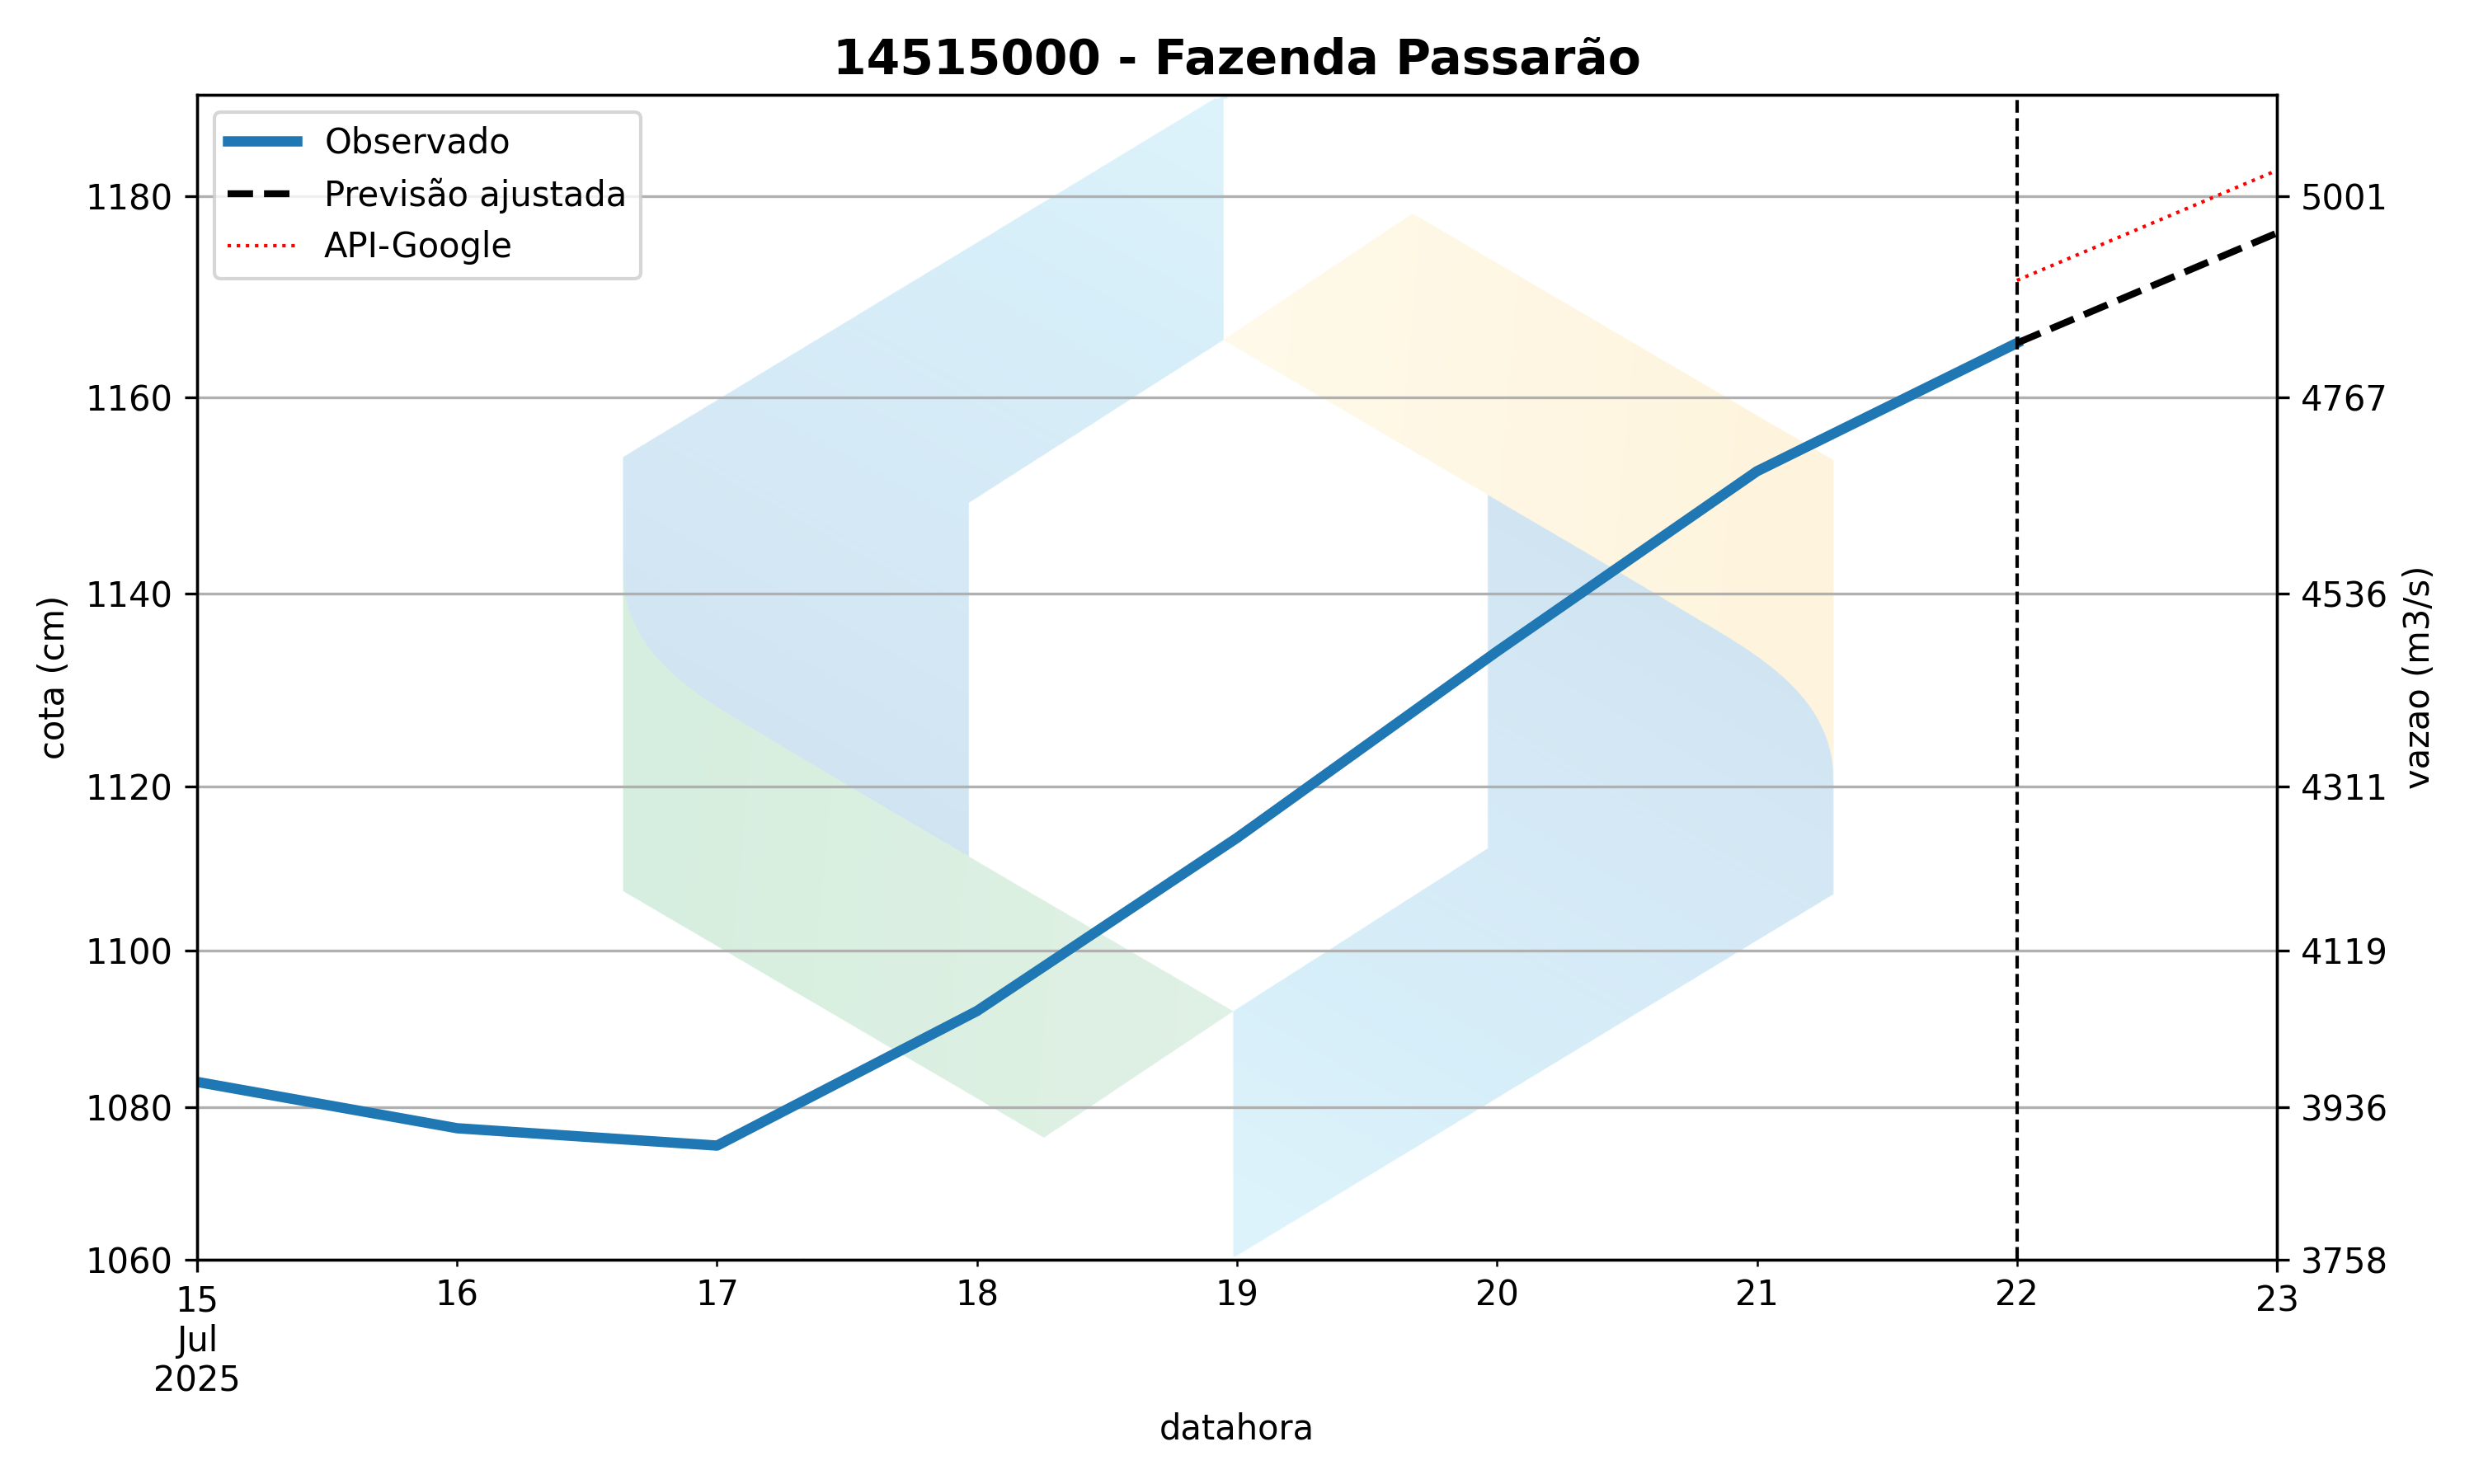 14515000 - Fazenda Passarão
Observado
Previsão ajustada
API-Google
1180
1160
1140
1120
1100
1080
1060
cota (cm)
5001
4767
4536
4311
4119
3936
3758
vazao (m3/s)
15 16 17 18 19 20 21 22 23
Jul
2025
datahora